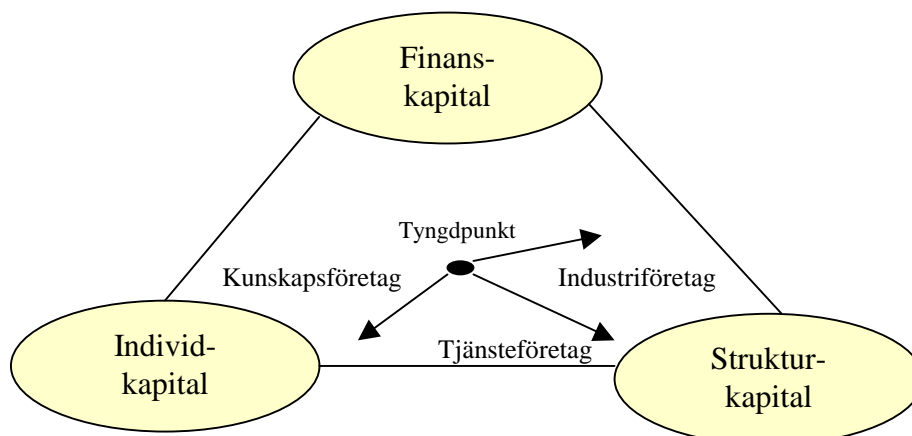 Finans-
kapital
Tyngdpunkt
Kunskapsföretag
Industriföretag
Tjänsteföretag
Individ-
kapital
Struktur-
kapital